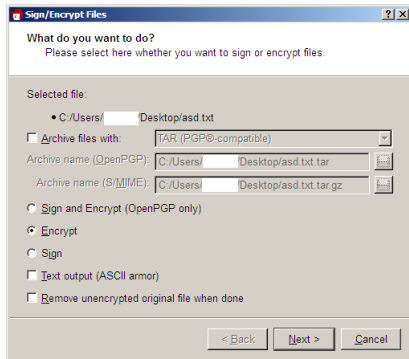 Sign/Encrypt Files
What do you want to do?
Please select here whether you want to sign or encrypt files.
Selected file:
• C:/Users/ /Desktop/asd.txt
Archive files with: TAR (PGP®-compatible)
Archive name (OpenPGP): C:/Users/ /Desktop/asd.txt.tar
Archive name (S/MIME): C:/Users/ /Desktop/asd.txt.tar.gz
Sign and Encrypt (OpenPGP only)
Encrypt
Sign
Text output (ASCII armor)
Remove unencrypted original file when done
< Back Next > Cancel